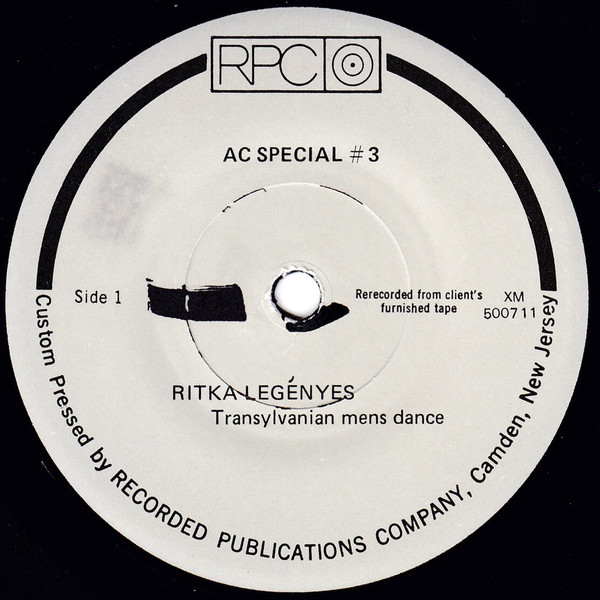 RPC
AC SPECIAL #3
Side 1
Rerecorded from client's
furnished tape
XM
500711
RITKA LEGÉNYES
Transylvanian mens dance
Custom Pressed by RECORDED PUBLICATIONS COMPANY, Camden, New Jersey